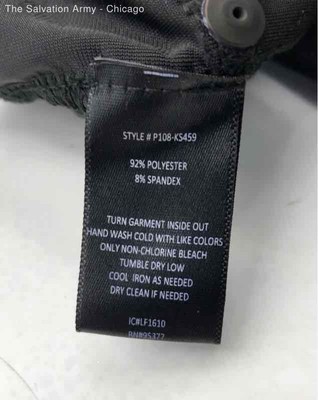 The Salvation Army - Chicago
STYLE # P108-KS459
92% POLYESTER
8% SPANDEX
TURN GARMENT INSIDE OUT
HAND WASH COLD WITH LIKE COLORS
ONLY NON-CHLORINE BLEACH
TUMBLE DRY LOW
COOL IRON AS NEEDED
DRY CLEAN IF NEEDED
IC#LF1610
RN#95377